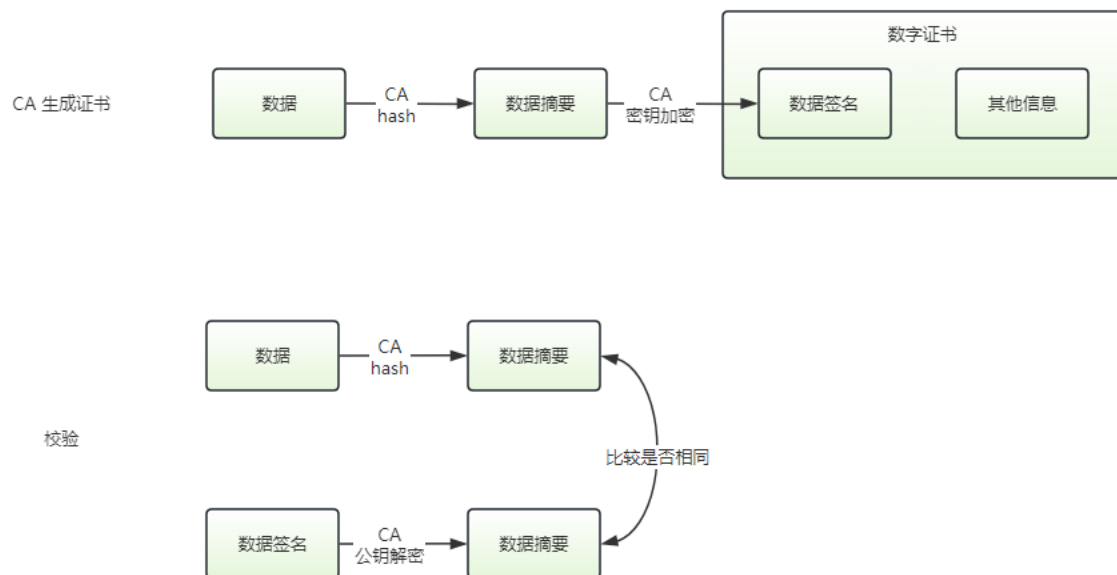 数字证书
CA 生成证书
数据
CA
hash
数据摘要
CA
密钥加密
数据签名
其他信息
数据
CA
hash
数据摘要
校验
比较是否相同
数据签名
CA
公钥解密
数据摘要